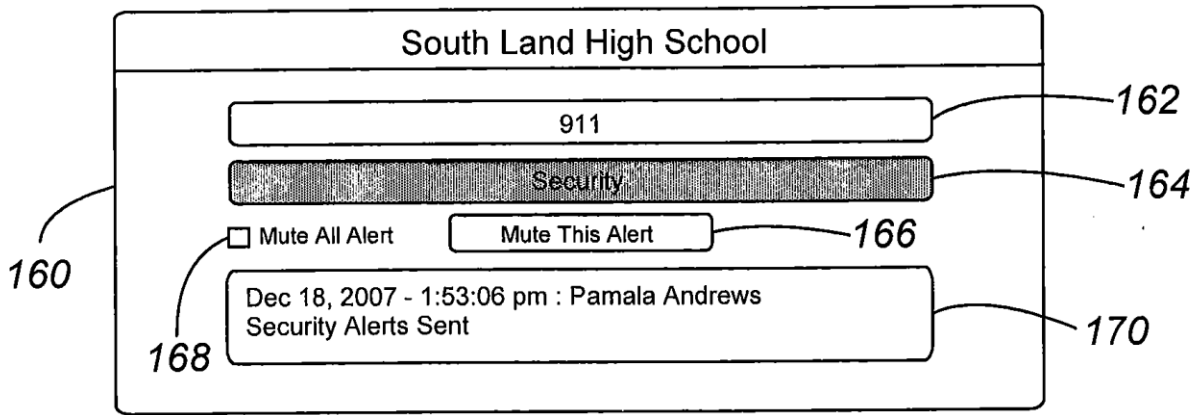 South Land High School
911
162
Security
164
Mute All Alert
Mute This Alert
166
160
Dec 18, 2007 - 1:53:06 pm : Pamala Andrews
Security Alerts Sent
170
168